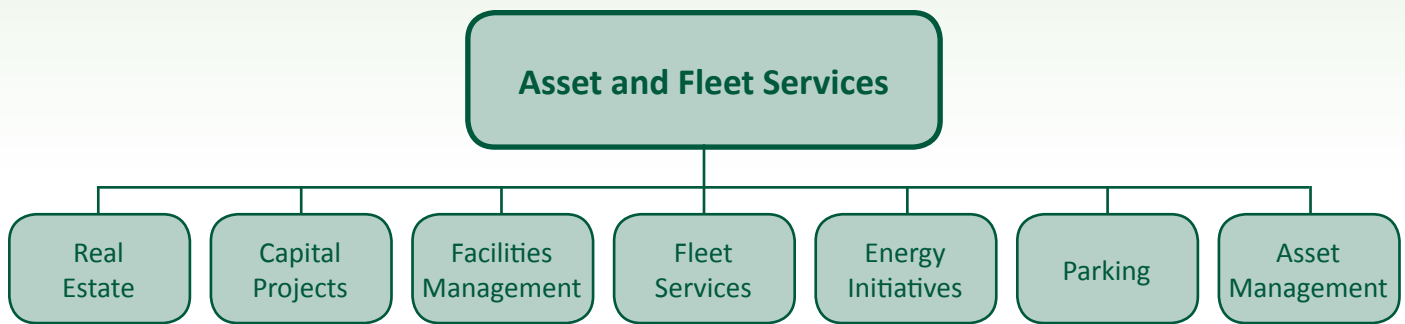 Asset and Fleet Services
Real
Estate
Capital
Projects
Facilities
Management
Fleet
Services
Energy
Initiatives
Parking
Asset
Management